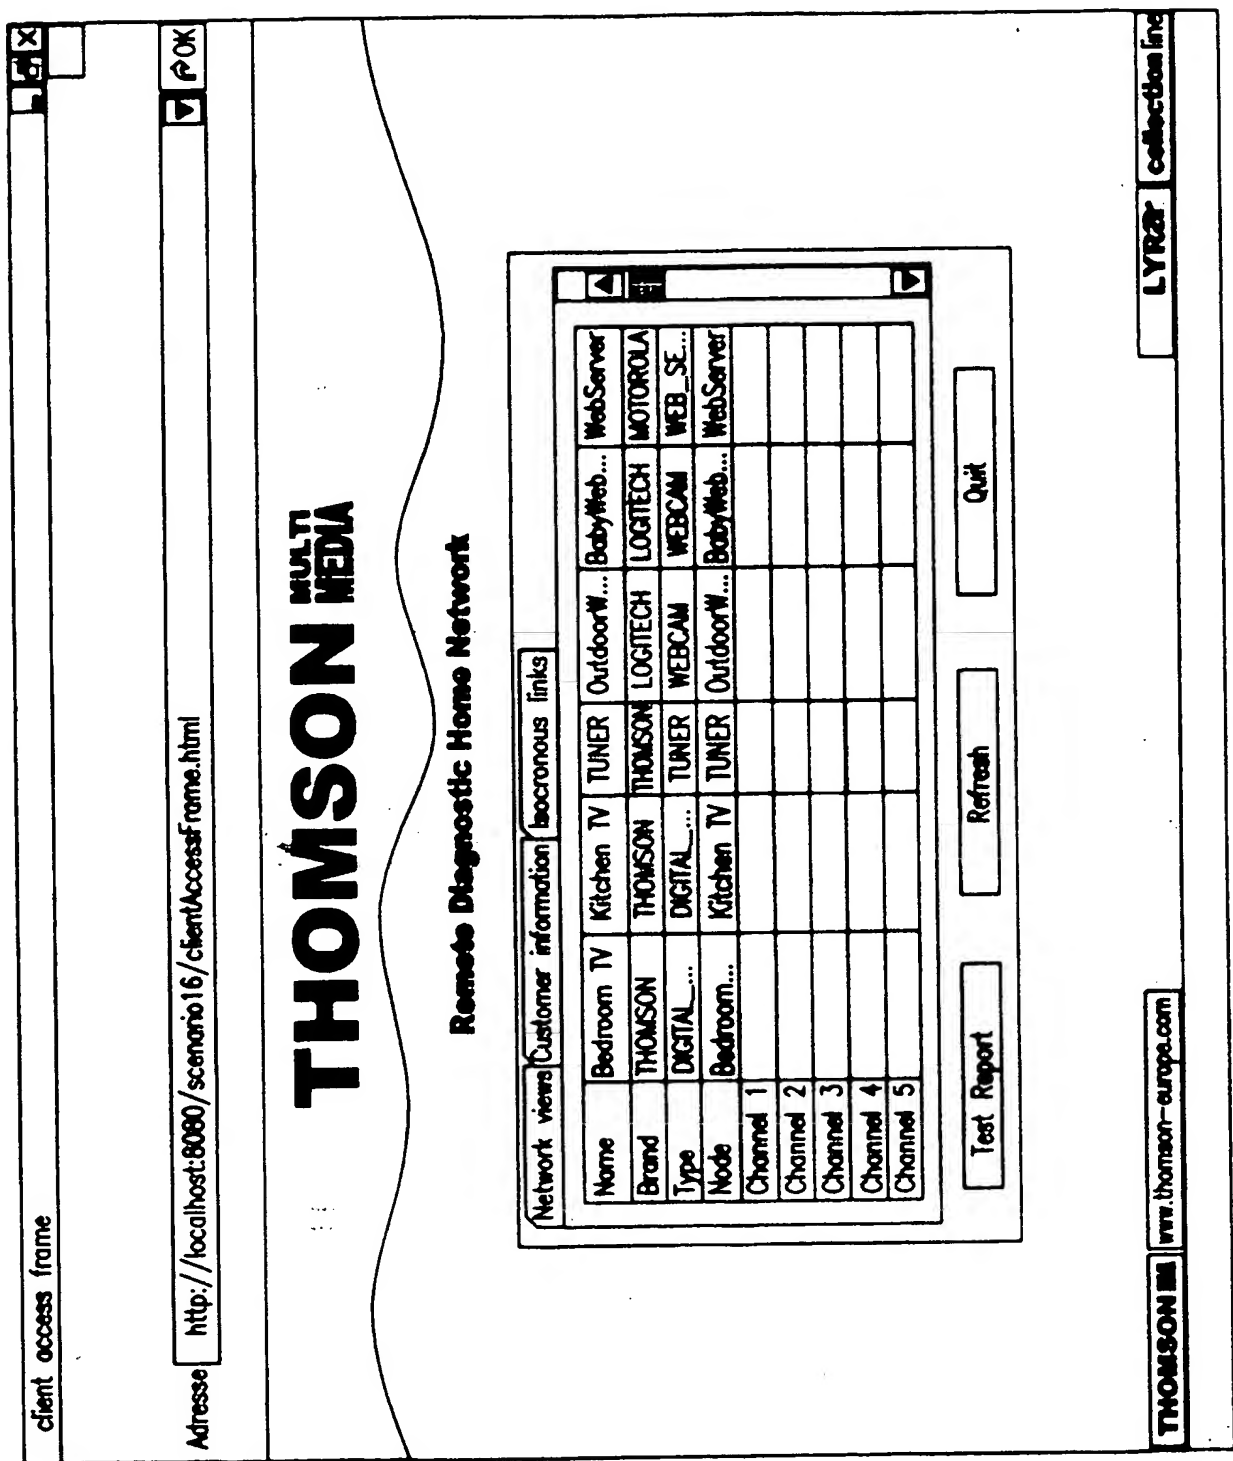 client access frame
Adresse http://localhost:8080/scenario16/clientAccessFrame.html OK
THOMSON MULTI MEDIA
Remote Diagnostic Home Network
Network views Customer information Isocronous links
Name Bedroom TV Kitchen TV TUNER OutdoorW... BabyWeb... WebServer
Brand THOMSON THOMSON THOMSON LOGITECH LOGITECH MOTOROLA
Type DIGITAL_... DIGITAL_... TUNER WEBCAM WEBCAM WEB_SE...
Node Bedroom... Kitchen TV TUNER OutdoorW... BabyWeb... WebServer
Channel 1
Channel 2
Channel 3
Channel 4
Channel 5
Test Report Refresh Quit
THOMSON www.thomson-europe.com LYRa collection line